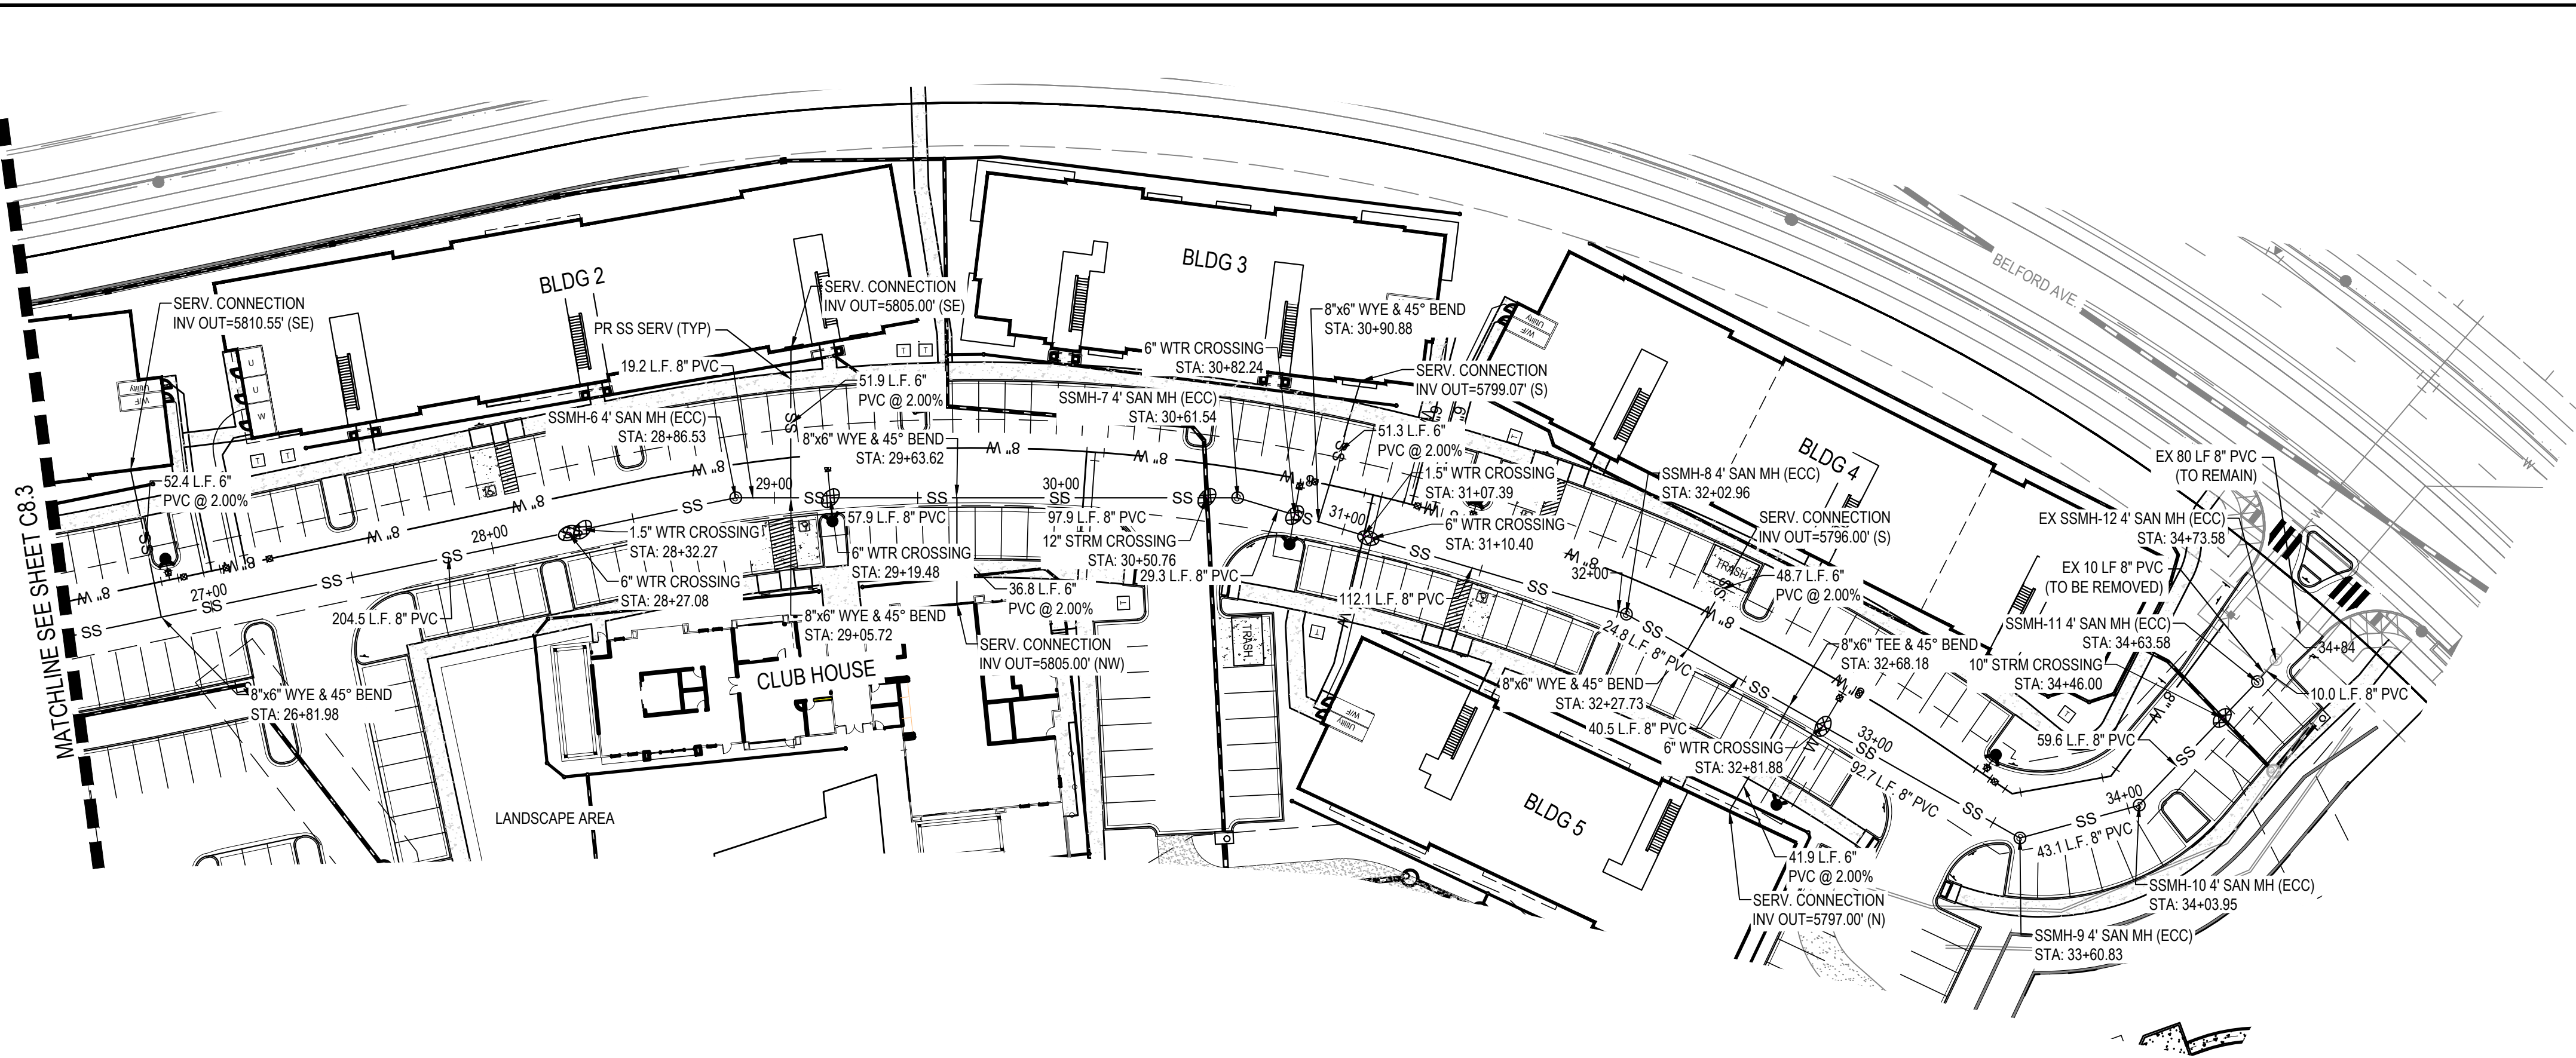 MATCHLINE SEE SHEET C8.3
SERV. CONNECTION
INV OUT=5810.55' (SE)
BLDG 2
SERV. CONNECTION
INV OUT=5805.00' (SE)
PR SS SERV (TYP)
19.2 L.F. 8" PVC
51.9 L.F. 6"
PVC @ 2.00%
SSMH-6 4' SAN MH (ECC)
STA: 28+86.53
8"x6" WYE & 45° BEND
STA: 29+63.62
52.4 L.F. 6"
PVC @ 2.00%
27+00
28+00
29+00
30+00
204.5 L.F. 8" PVC
8"x6" WYE & 45° BEND
STA: 26+81.98
1.5" WTR CROSSING
STA: 28+32.27
6" WTR CROSSING
STA: 28+27.08
57.9 L.F. 8" PVC
6" WTR CROSSING
STA: 29+19.48
8"x6" WYE & 45° BEND
STA: 29+05.72
36.8 L.F. 6"
PVC @ 2.00%
SERV. CONNECTION
INV OUT=5805.00' (NW)
CLUB HOUSE
LANDSCAPE AREA
BLDG 3
8"x6" WYE & 45° BEND
STA: 30+90.88
6" WTR CROSSING
STA: 30+82.24
SERV. CONNECTION
INV OUT=5799.07' (S)
SSMH-7 4' SAN MH (ECC)
STA: 30+61.54
51.3 L.F. 6"
PVC @ 2.00%
97.9 L.F. 8" PVC
12" STRM CROSSING
STA: 30+50.76
29.3 L.F. 8" PVC
31+00
1.5" WTR CROSSING
STA: 31+07.39
6" WTR CROSSING
STA: 31+10.40
112.1 L.F. 8" PVC
TRASH
BLDG 4
SSMH-8 4' SAN MH (ECC)
STA: 32+02.96
SERV. CONNECTION
INV OUT=5796.00' (S)
TRASH
48.7 L.F. 6"
PVC @ 2.00%
32+00
24.8 L.F. 8" PVC
8"x6" WYE & 45° BEND
STA: 32+27.73
40.5 L.F. 8" PVC
8"x6" TEE & 45° BEND
STA: 32+68.18
6" WTR CROSSING
STA: 32+81.88
33+00
92.7 L.F. 8" PVC
BLDG 5
41.9 L.F. 6"
PVC @ 2.00%
SERV. CONNECTION
INV OUT=5797.00' (N)
BELFORD AVE.
EX 80 LF 8" PVC
(TO REMAIN)
EX SSMH-12 4' SAN MH (ECC)
STA: 34+73.58
EX 10 LF 8" PVC
(TO BE REMOVED)
SSMH-11 4' SAN MH (ECC)
STA: 34+63.58
10" STRM CROSSING
STA: 34+46.00
34+84
10.0 L.F. 8" PVC
59.6 L.F. 8" PVC
34+00
43.1 L.F. 8" PVC
SSMH-10 4' SAN MH (ECC)
STA: 34+03.95
SSMH-9 4' SAN MH (ECC)
STA: 33+60.83